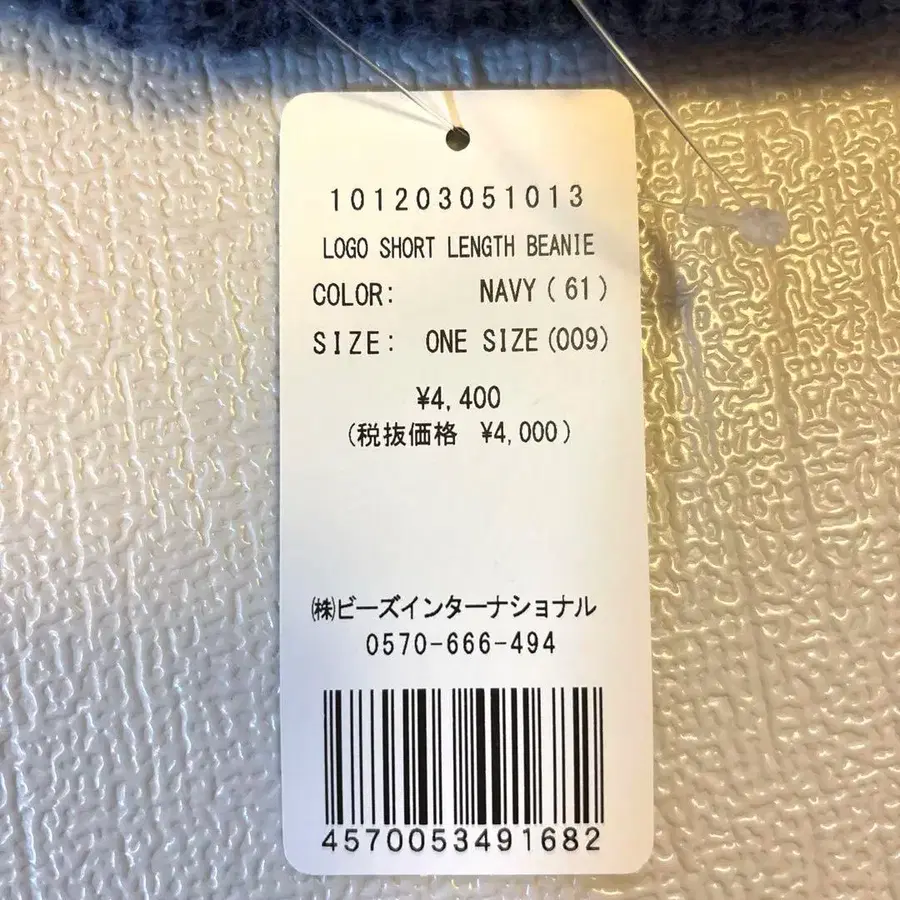 101203051013
LOGO SHORT LENGTH BEANIE
COLOR: NAVY(61)
SIZE: ONE SIZE(009)
¥4,400
(税抜価格 ¥4,000)
㈱ビーズインターナショナル
0570-666-494
4570053491682